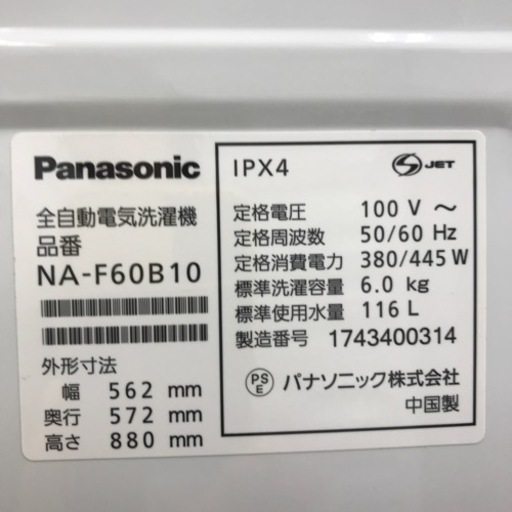 Panasonic
全自動電気洗濯機
品番
NA-F60B10
外形寸法
幅 562 mm
奥行 572 mm
高さ 880 mm
IPX4
S JET
定格電圧 100 V ～
定格周波数 50/60 Hz
定格消費電力 380/445 W
標準洗濯容量 6.0 kg
標準使用水量 116 L
製造番号 1743400314
PS E パナソニック株式会社
中国製